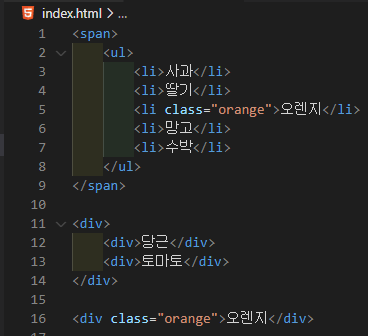 index.html > ...
1 <span>
2     <ul>
3         <li>사과</li>
4         <li>딸기</li>
5         <li class="orange">오렌지</li>
6         <li>망고</li>
7         <li>수박</li>
8     </ul>
9 </span>
10
11 <div>
12     <div>당근</div>
13     <div>토마토</div>
14 </div>
15
16 <div class="orange">오렌지</div>
17